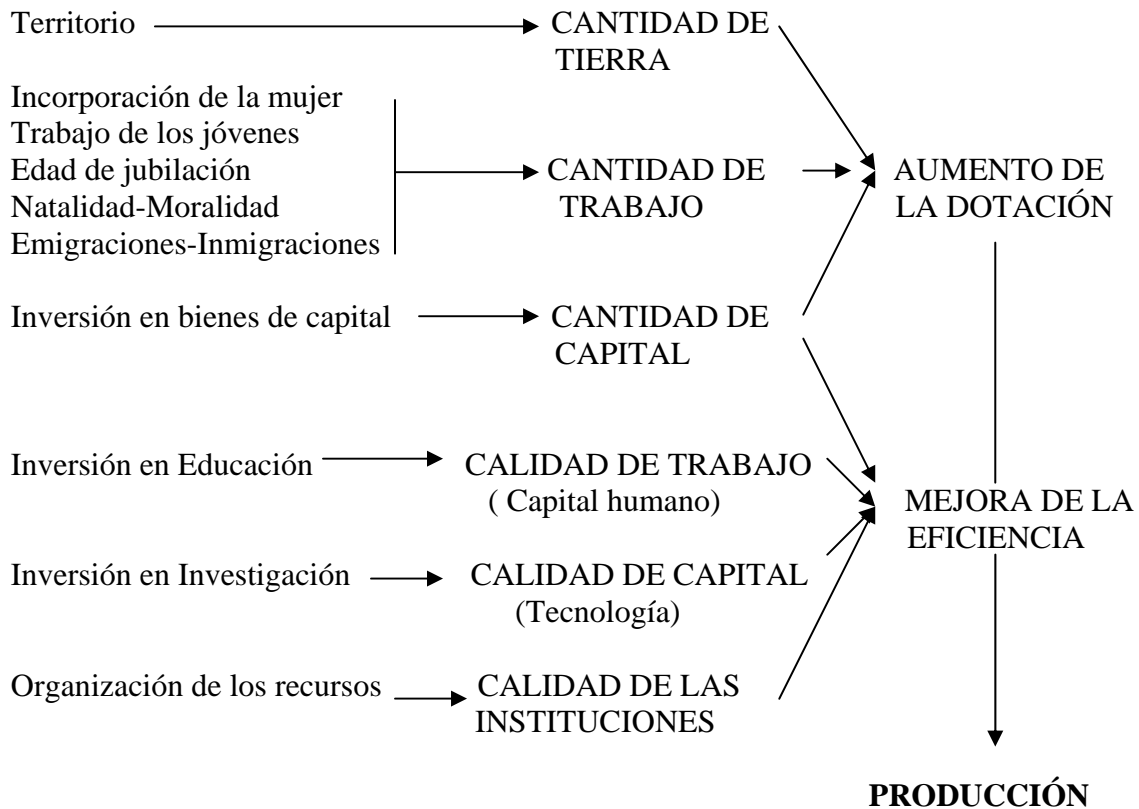 Territorio
CANTIDAD DE
TIERRA
Incorporación de la mujer
Trabajo de los jóvenes
Edad de jubilación
Natalidad-Moralidad
Emigraciones-Inmigraciones
CANTIDAD DE
TRABAJO
AUMENTO DE
LA DOTACIÓN
Inversión en bienes de capital
CANTIDAD DE
CAPITAL
Inversión en Educación
CALIDAD DE TRABAJO
( Capital humano)
MEJORA DE LA
EFICIENCIA
Inversión en Investigación
CALIDAD DE CAPITAL
(Tecnología)
Organización de los recursos
CALIDAD DE LAS
INSTITUCIONES
PRODUCCIÓN